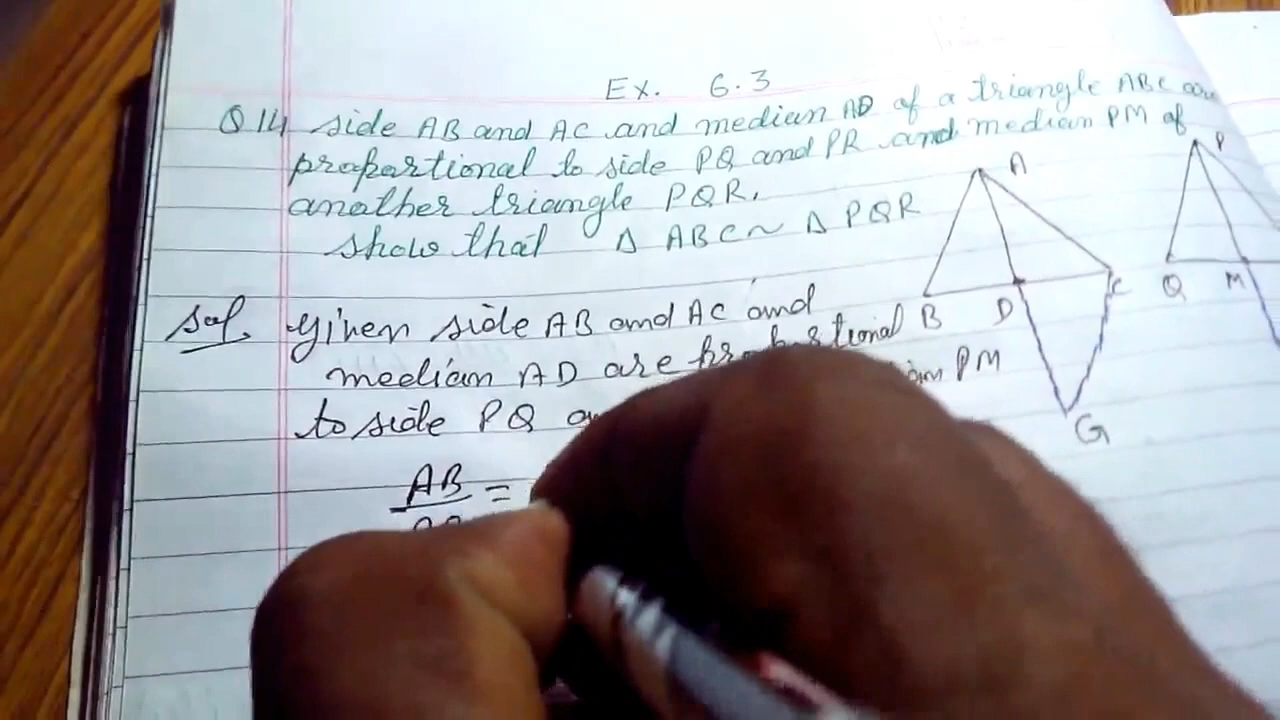 Ex. 6.3
Q 14 side AB and AC and median AD of a triangle ABC are
proportional to side PQ and PR and median PM of
another triangle PQR.
show that Δ ABC ~ Δ PQR
Sol. Given side AB and AC and
median AD are proportional
to side PQ PM
AB =
A
B
D
C
G
P
Q
M